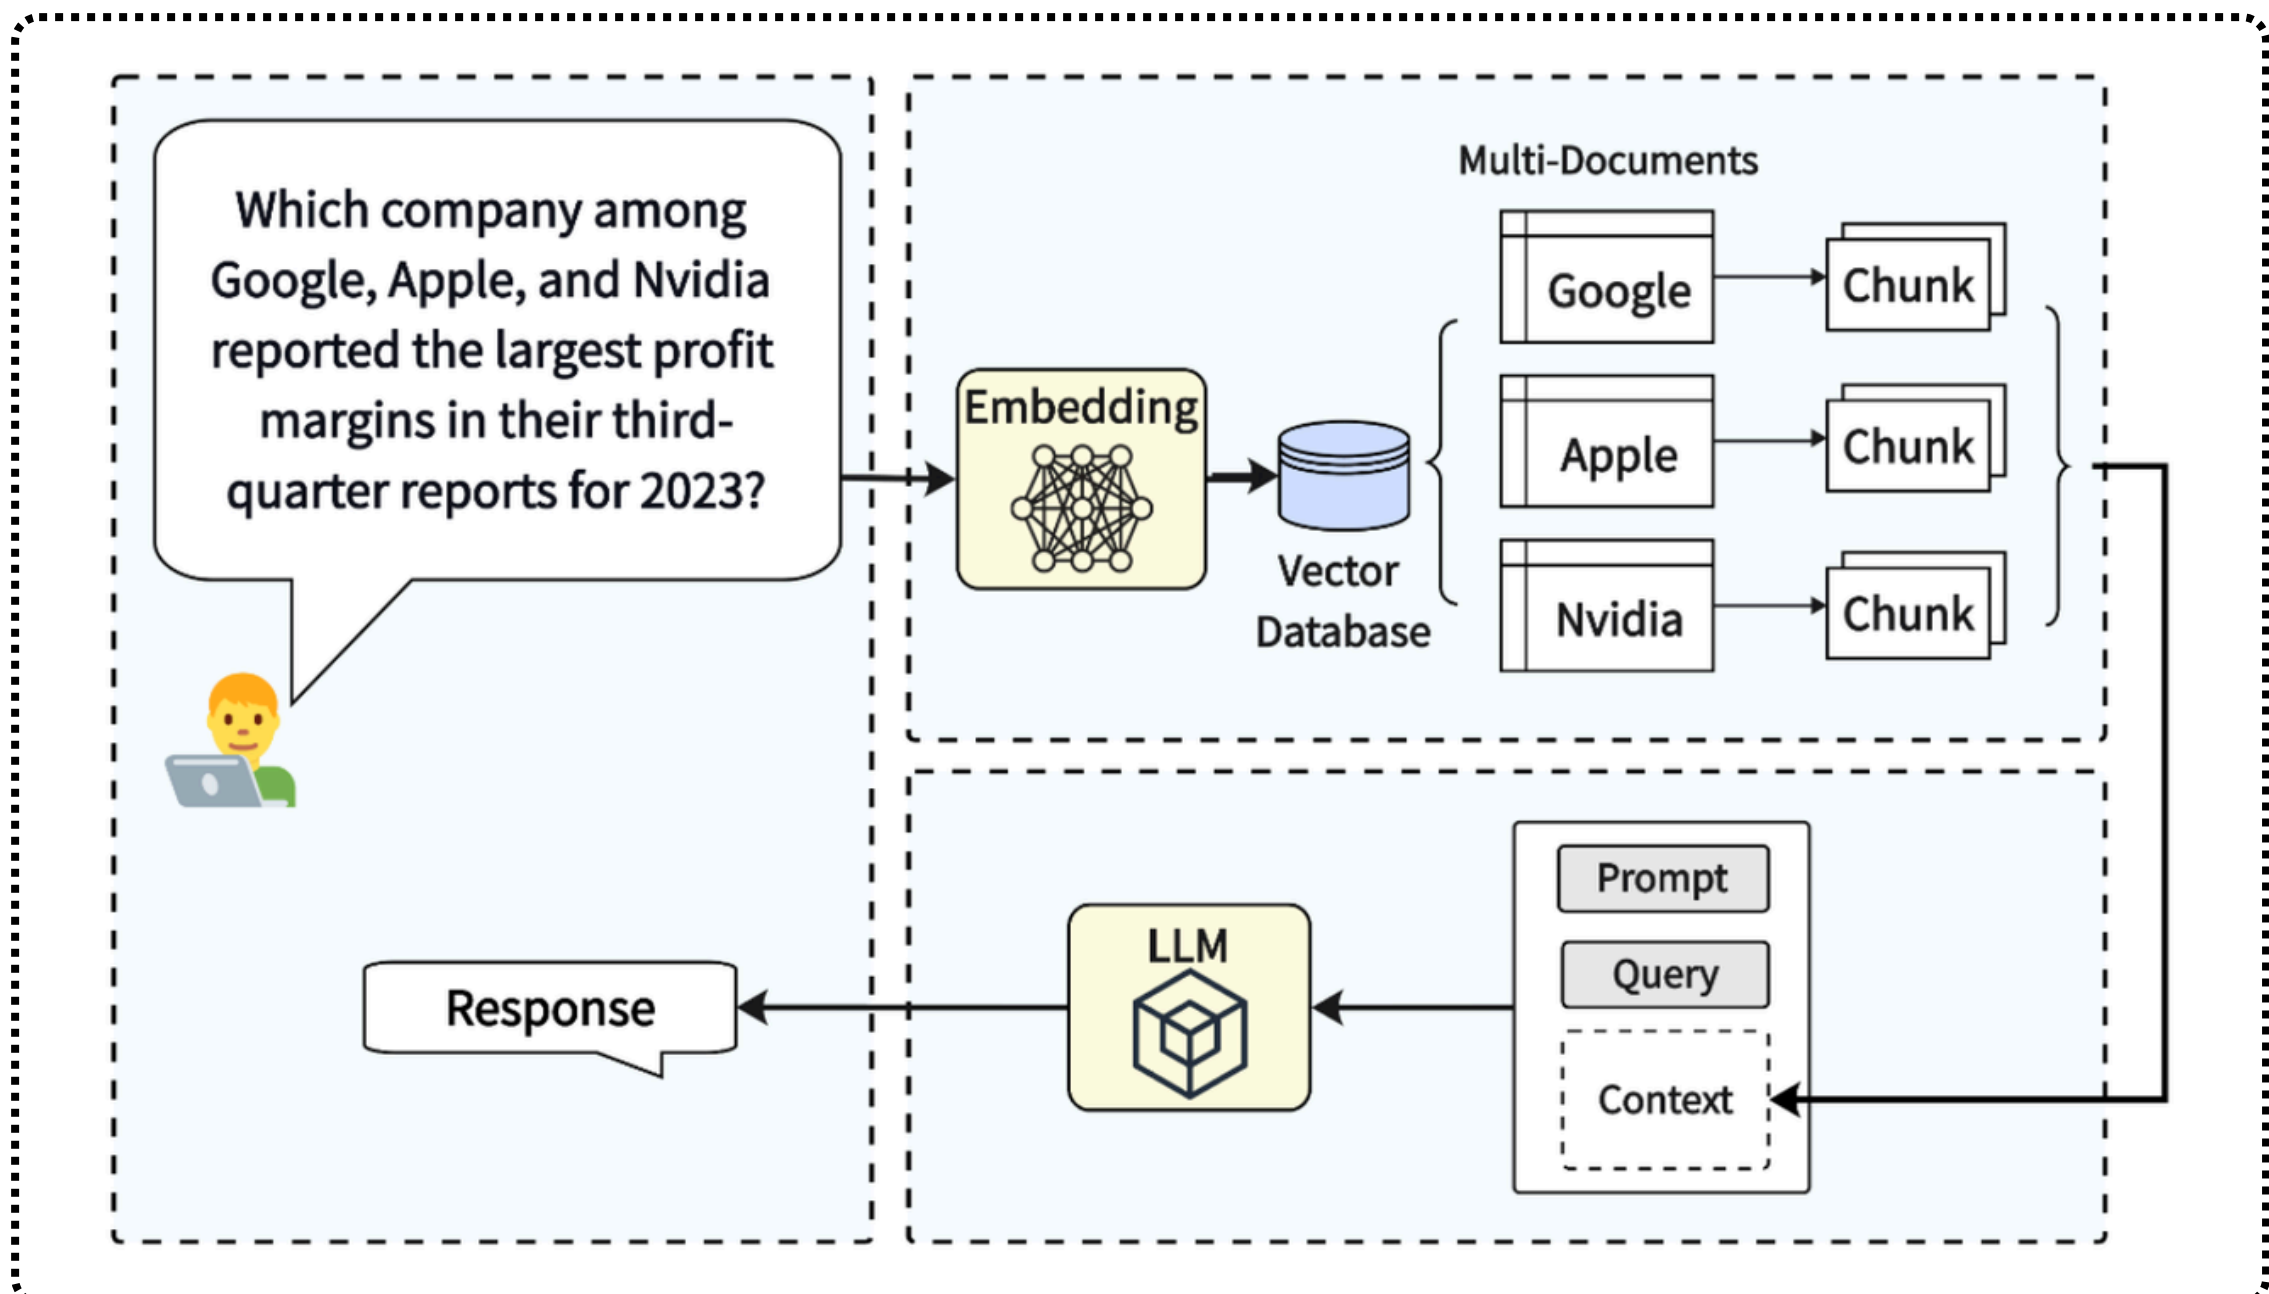 Which company among
Google, Apple, and Nvidia
reported the largest profit
margins in their third-
quarter reports for 2023?
Embedding
Vector
Database
Multi-Documents
Google
Chunk
Apple
Chunk
Nvidia
Chunk
Prompt
Query
Context
LLM
Response